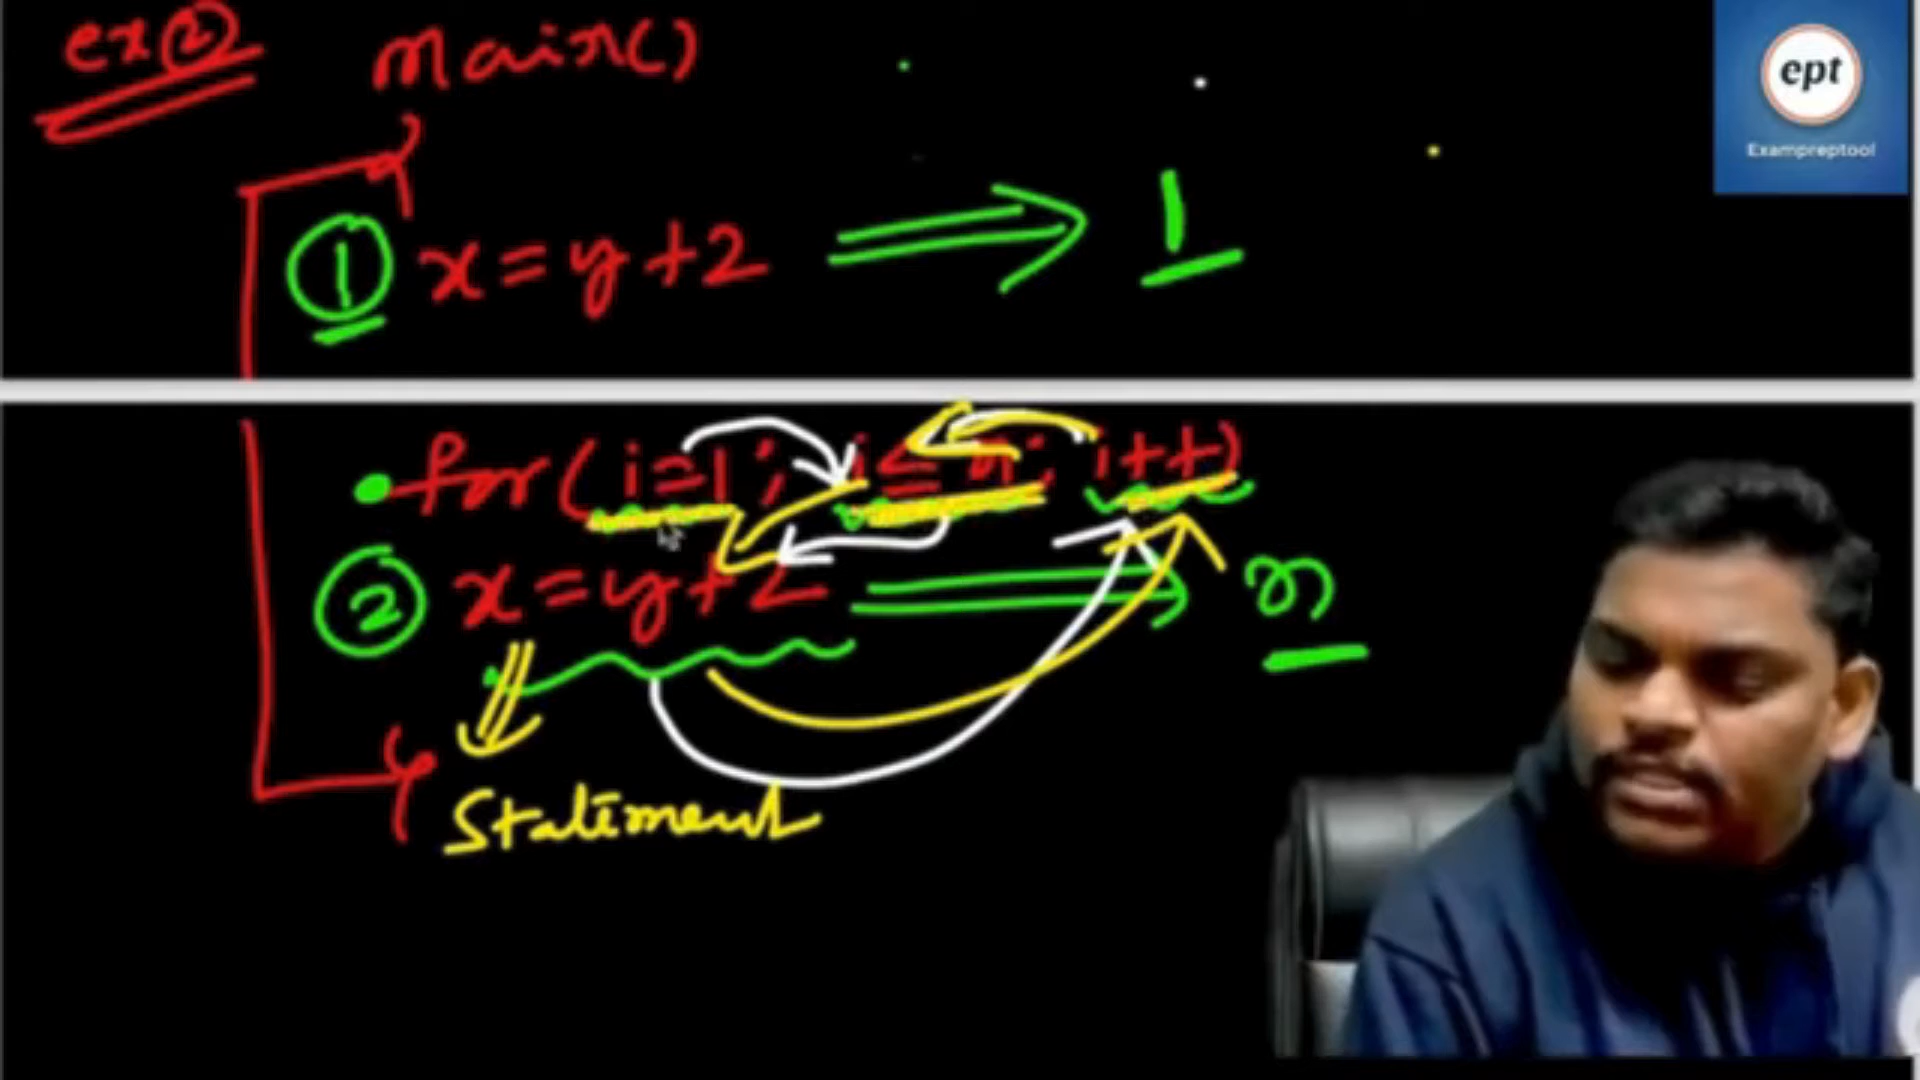 ex②
main()
ept
Exampreptool
{
① x=y+2 ⟹ 1
for(i=1; i<=n; i++)
② x=y+2 ⟹ n
}
Statement